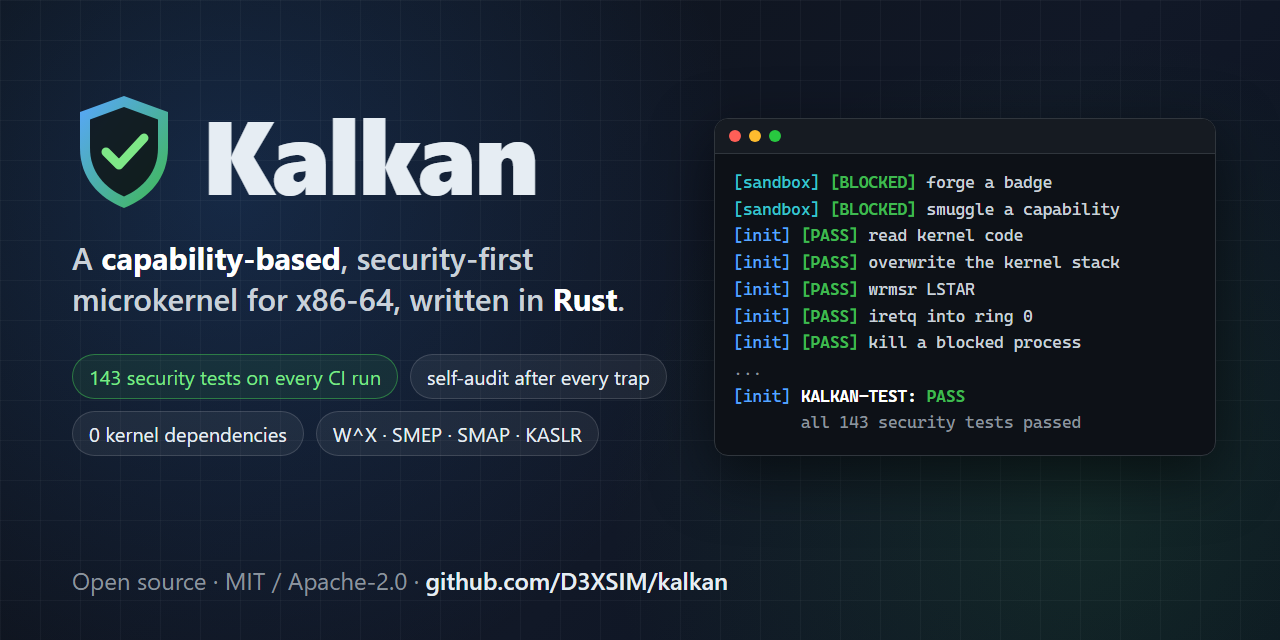 Kalkan
A capability-based, security-first
microkernel for x86-64, written in Rust.
143 security tests on every CI run
self-audit after every trap
0 kernel dependencies
W^X · SMEP · SMAP · KASLR
[sandbox] [BLOCKED] forge a badge
[sandbox] [BLOCKED] smuggle a capability
[init] [PASS] read kernel code
[init] [PASS] overwrite the kernel stack
[init] [PASS] wrmsr LSTAR
[init] [PASS] iretq into ring 0
[init] [PASS] kill a blocked process
...
[init] KALKAN-TEST: PASS
all 143 security tests passed
Open source · MIT / Apache-2.0 · github.com/D3XSIM/kalkan